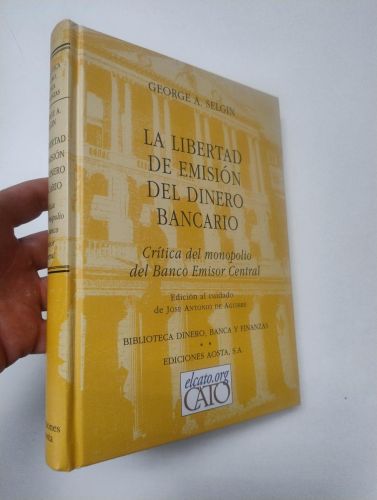 GEORGE A. SELGIN
LA LIBERTAD
DE EMISIÓN
DEL DINERO
BANCARIO
Crítica del monopolio
del Banco Emisor Central
Edición al cuidado
de JOSÉ ANTONIO DE AGUIRRE
BIBLIOTECA DINERO, BANCA Y FINANZAS
EDICIONES AOSTA, S.A.
elcato.org
CATO